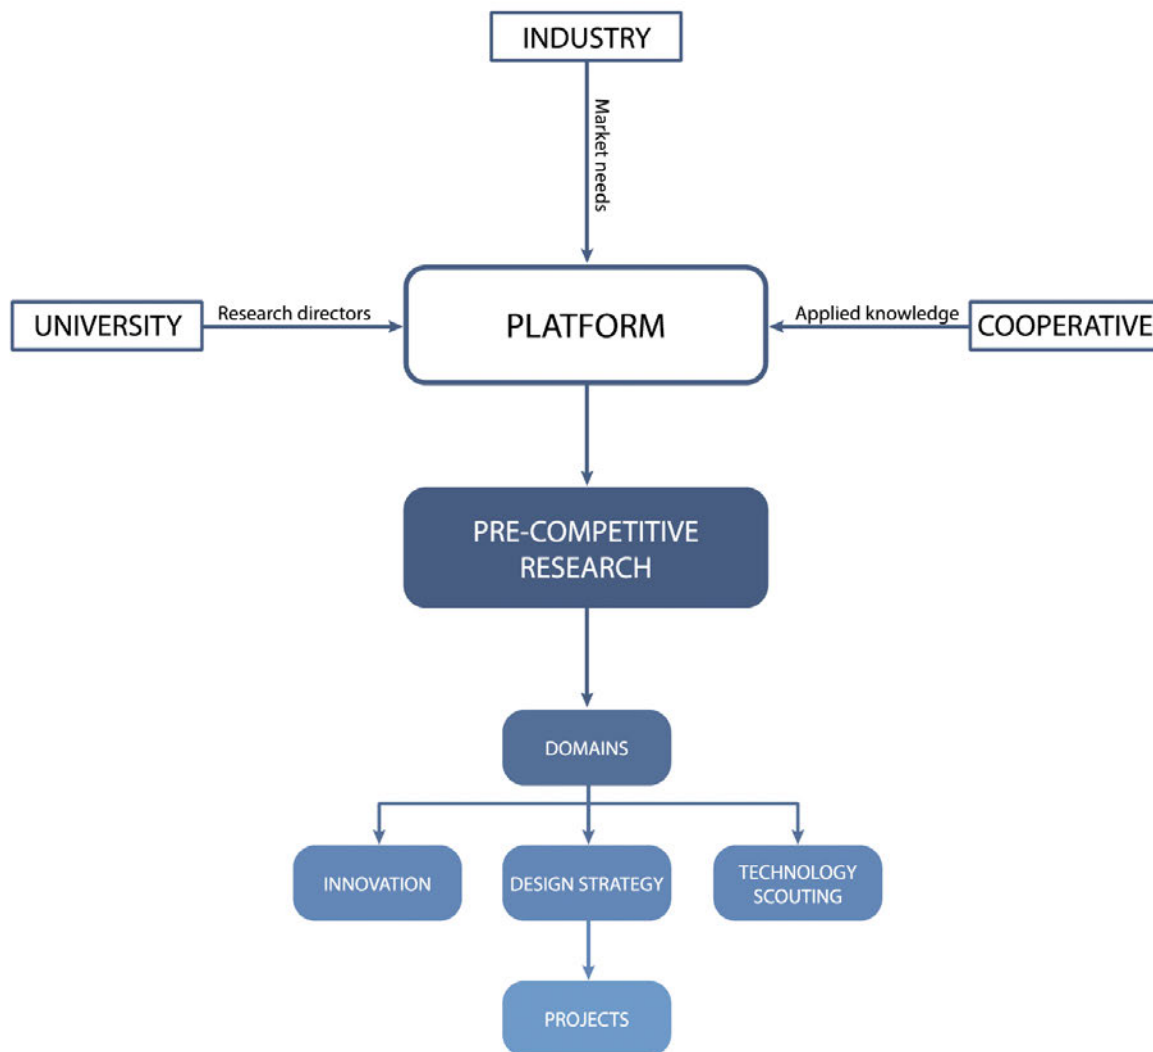 INDUSTRY
Market needs
UNIVERSITY
Research directors
PLATFORM
Applied knowledge
COOPERATIVE
PRE-COMPETITIVE
RESEARCH
DOMAINS
INNOVATION
DESIGN STRATEGY
TECHNOLOGY
SCOUTING
PROJECTS